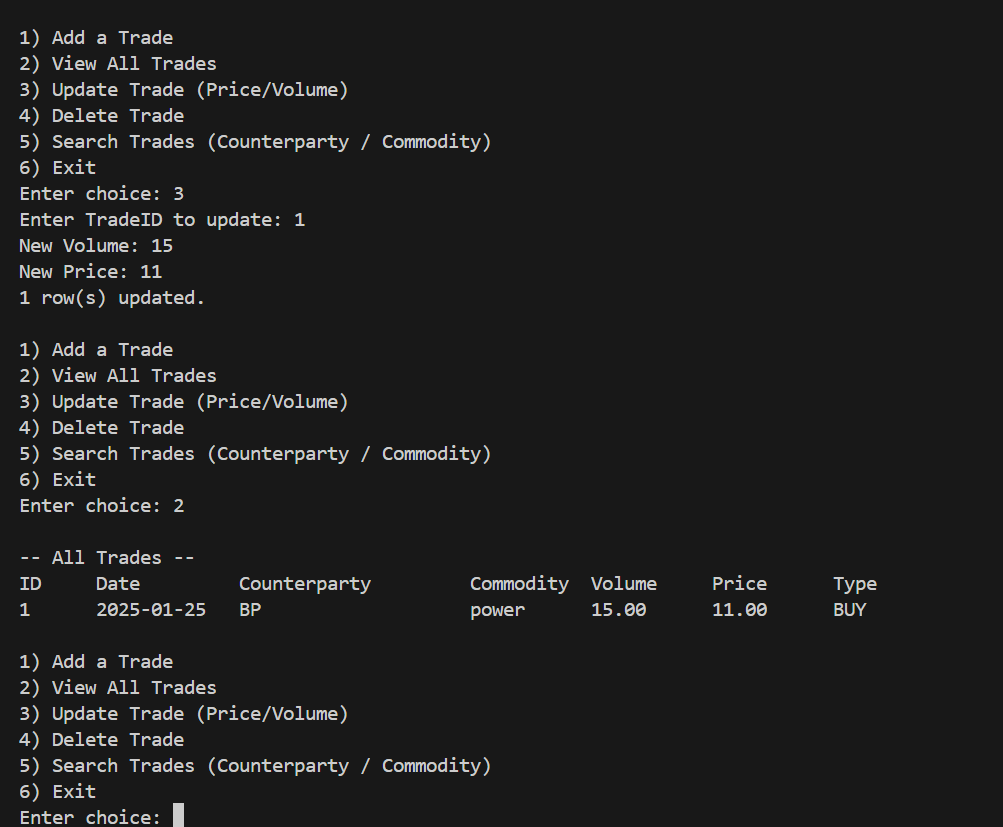 1) Add a Trade
2) View All Trades
3) Update Trade (Price/Volume)
4) Delete Trade
5) Search Trades (Counterparty / Commodity)
6) Exit
Enter choice: 3
Enter TradeID to update: 1
New Volume: 15
New Price: 11
1 row(s) updated.

1) Add a Trade
2) View All Trades
3) Update Trade (Price/Volume)
4) Delete Trade
5) Search Trades (Counterparty / Commodity)
6) Exit
Enter choice: 2

-- All Trades --
ID     Date         Counterparty         Commodity  Volume     Price      Type
1      2025-01-25   BP                   power      15.00      11.00      BUY

1) Add a Trade
2) View All Trades
3) Update Trade (Price/Volume)
4) Delete Trade
5) Search Trades (Counterparty / Commodity)
6) Exit
Enter choice: